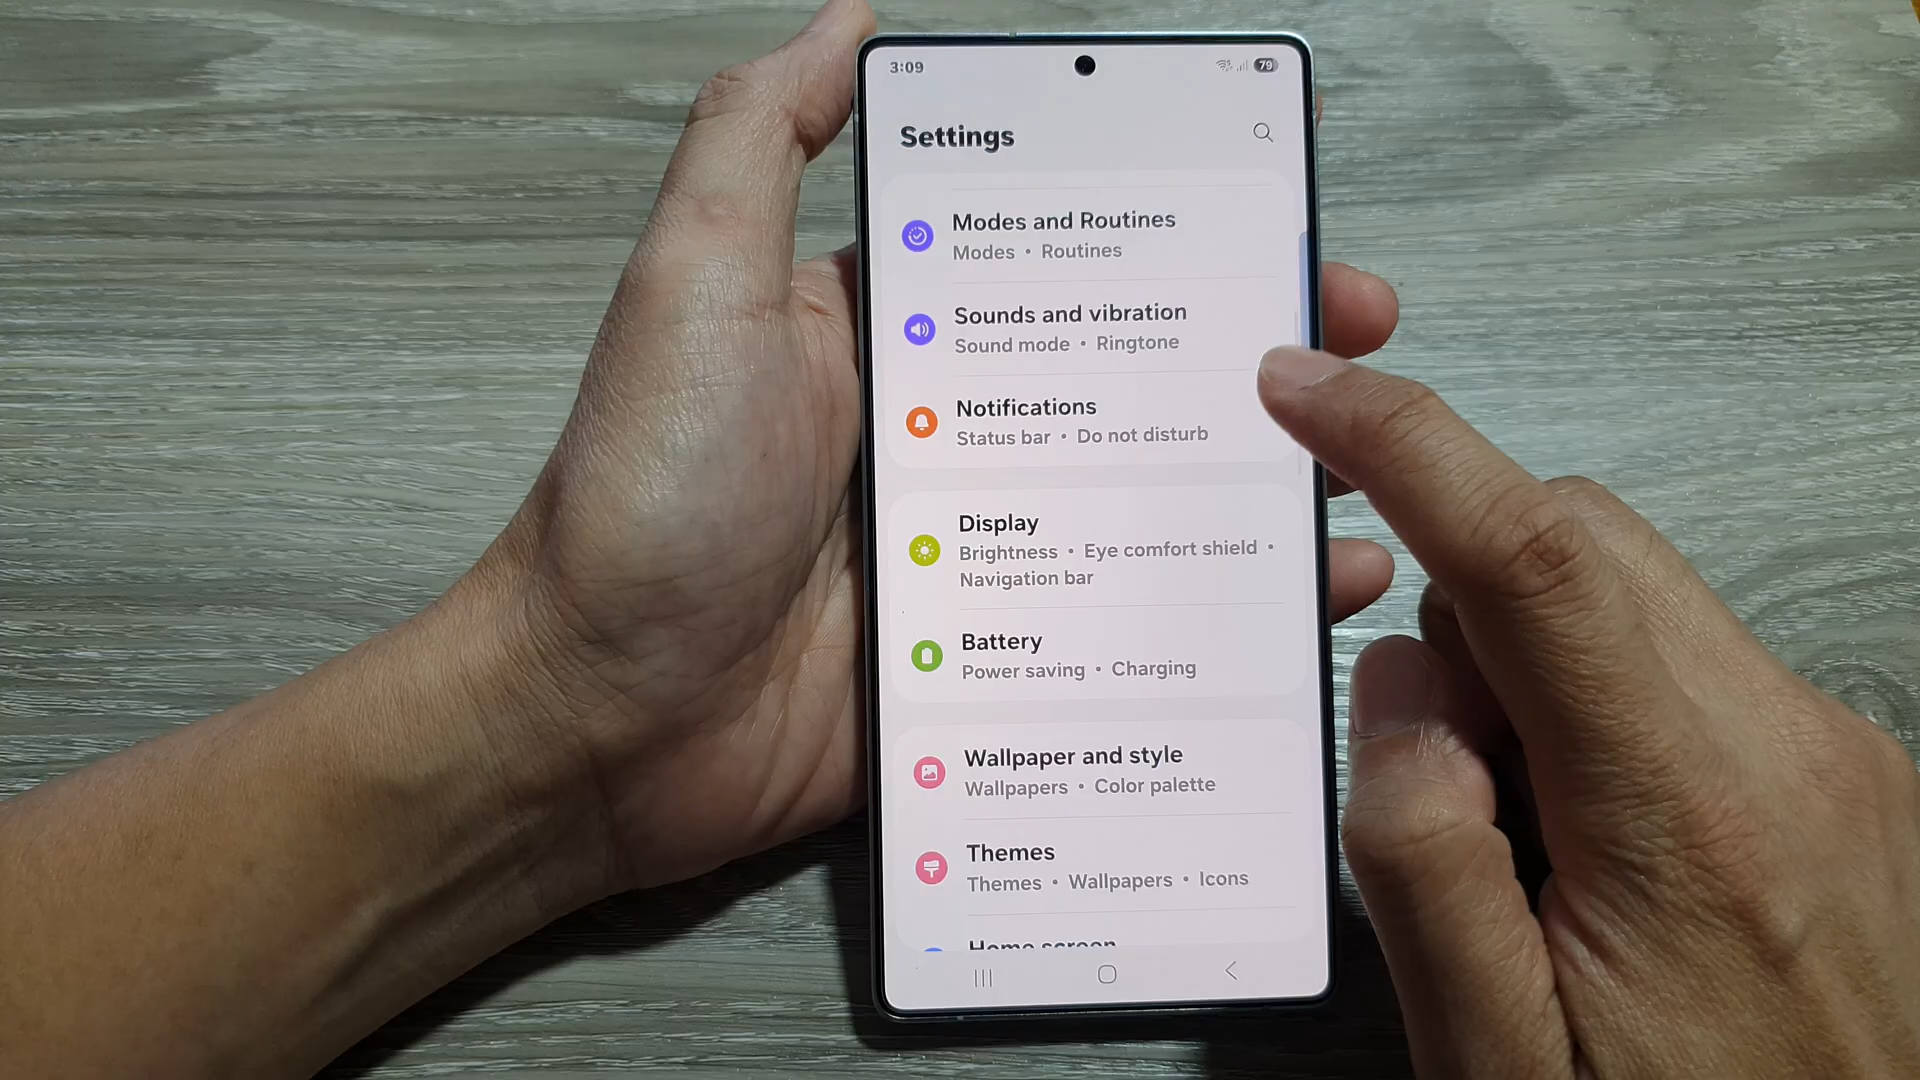 3:09
79
Settings
Modes and Routines
Modes • Routines
Sounds and vibration
Sound mode • Ringtone
Notifications
Status bar • Do not disturb
Display
Brightness • Eye comfort shield •
Navigation bar
Battery
Power saving • Charging
Wallpaper and style
Wallpapers • Color palette
Themes
Themes • Wallpapers • Icons
Home screen